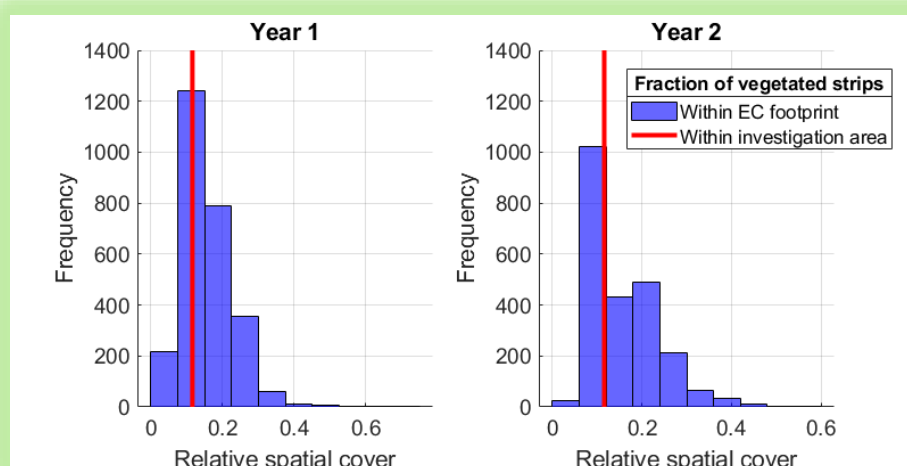 Year 1
1400
1200
1000
800
600
400
200
0
Frequency
0 0.2 0.4 0.6
Relative spatial cover
Year 2
1400
1200
1000
800
600
400
200
0
Frequency
0 0.2 0.4 0.6
Relative spatial cover
Fraction of vegetated strips
Within EC footprint
Within investigation area